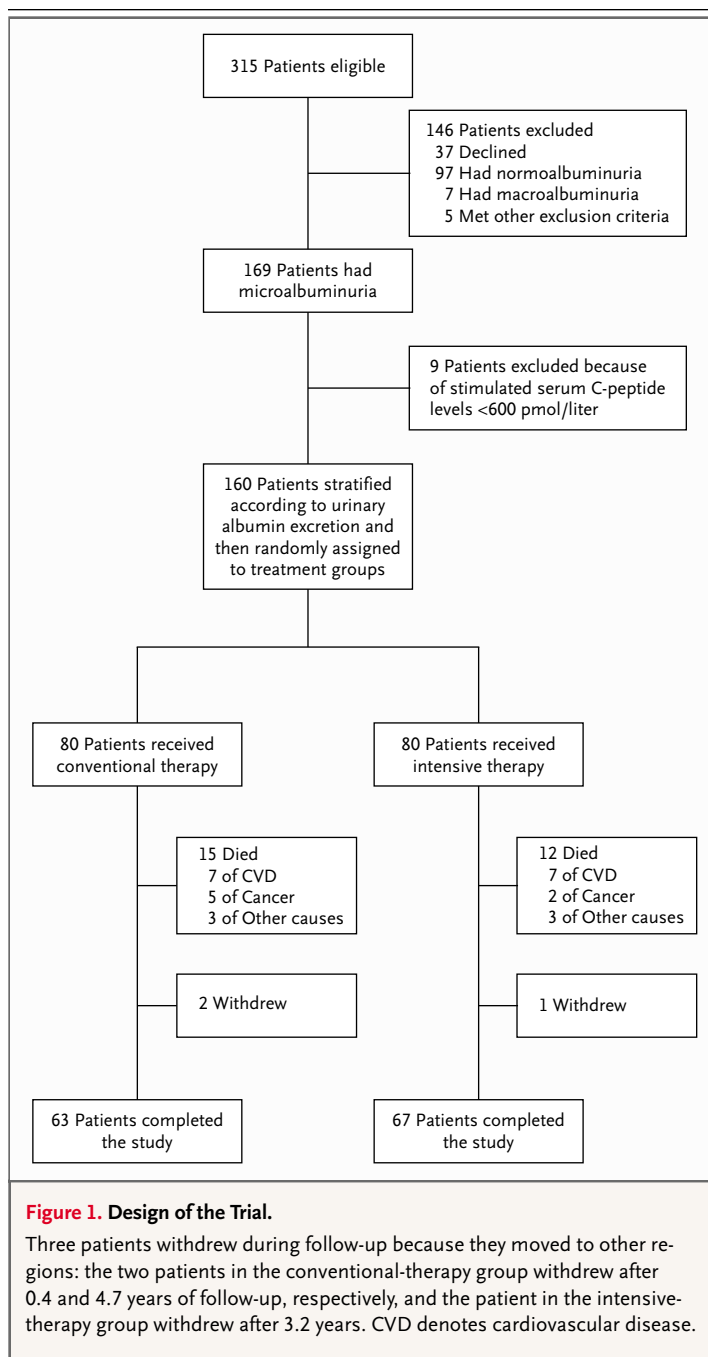 315 Patients eligible
146 Patients excluded
37 Declined
97 Had normoalbuminuria
7 Had macroalbuminuria
5 Met other exclusion criteria
169 Patients had
microalbuminuria
9 Patients excluded because
of stimulated serum C-peptide
levels <600 pmol/liter
160 Patients stratified
according to urinary
albumin excretion and
then randomly assigned
to treatment groups
80 Patients received
conventional therapy
80 Patients received
intensive therapy
15 Died
7 of CVD
5 of Cancer
3 of Other causes
12 Died
7 of CVD
2 of Cancer
3 of Other causes
2 Withdrew
1 Withdrew
63 Patients completed
the study
67 Patients completed
the study
Figure 1. Design of the Trial.
Three patients withdrew during follow-up because they moved to other re-
gions: the two patients in the conventional-therapy group withdrew after
0.4 and 4.7 years of follow-up, respectively, and the patient in the intensive-
therapy group withdrew after 3.2 years. CVD denotes cardiovascular disease.